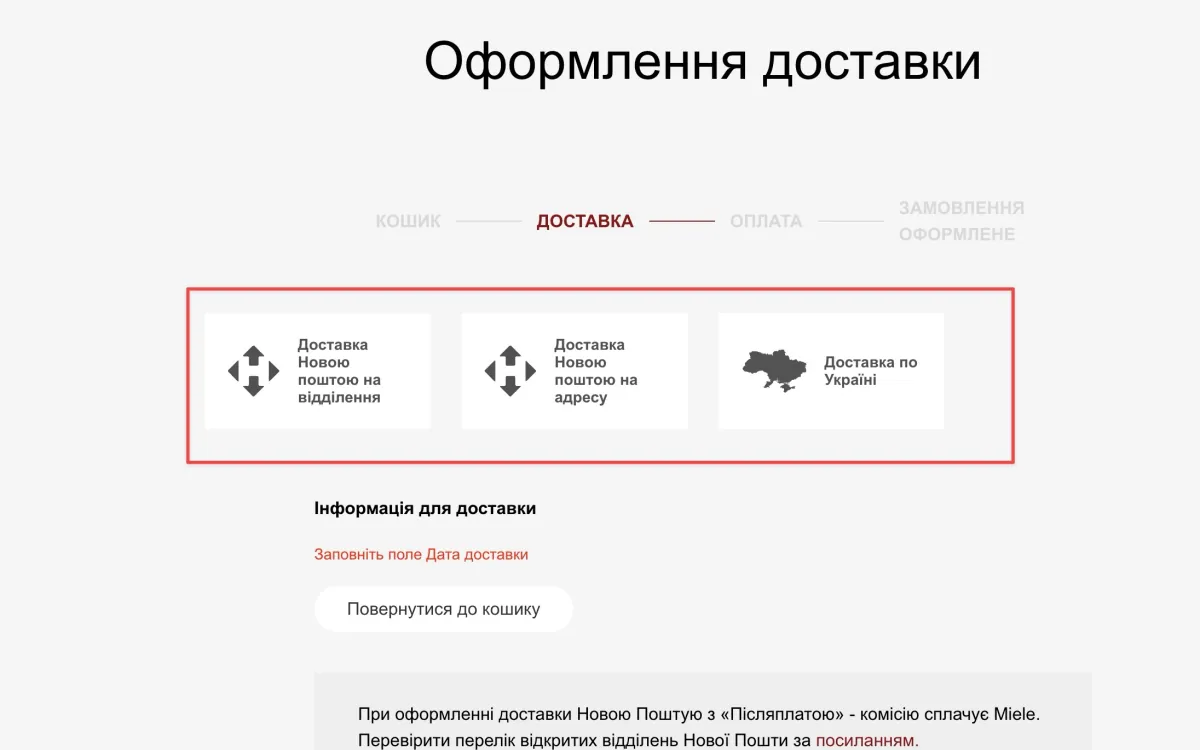 Оформлення доставки
КОШИК
ДОСТАВКА
ОПЛАТА
ЗАМОВЛЕННЯ
ОФОРМЛЕНЕ
Доставка
Новою
поштою на
відділення
Доставка
Новою
поштою на
адресу
Доставка по
Україні
Інформація для доставки
Заповніть поле Дата доставки
Повернутися до кошику
При оформленні доставки Новою Поштую з «Післяплатою» - комісію сплачує Miele.
Перевірити перелік відкритих відділень Нової Пошти за посиланням.